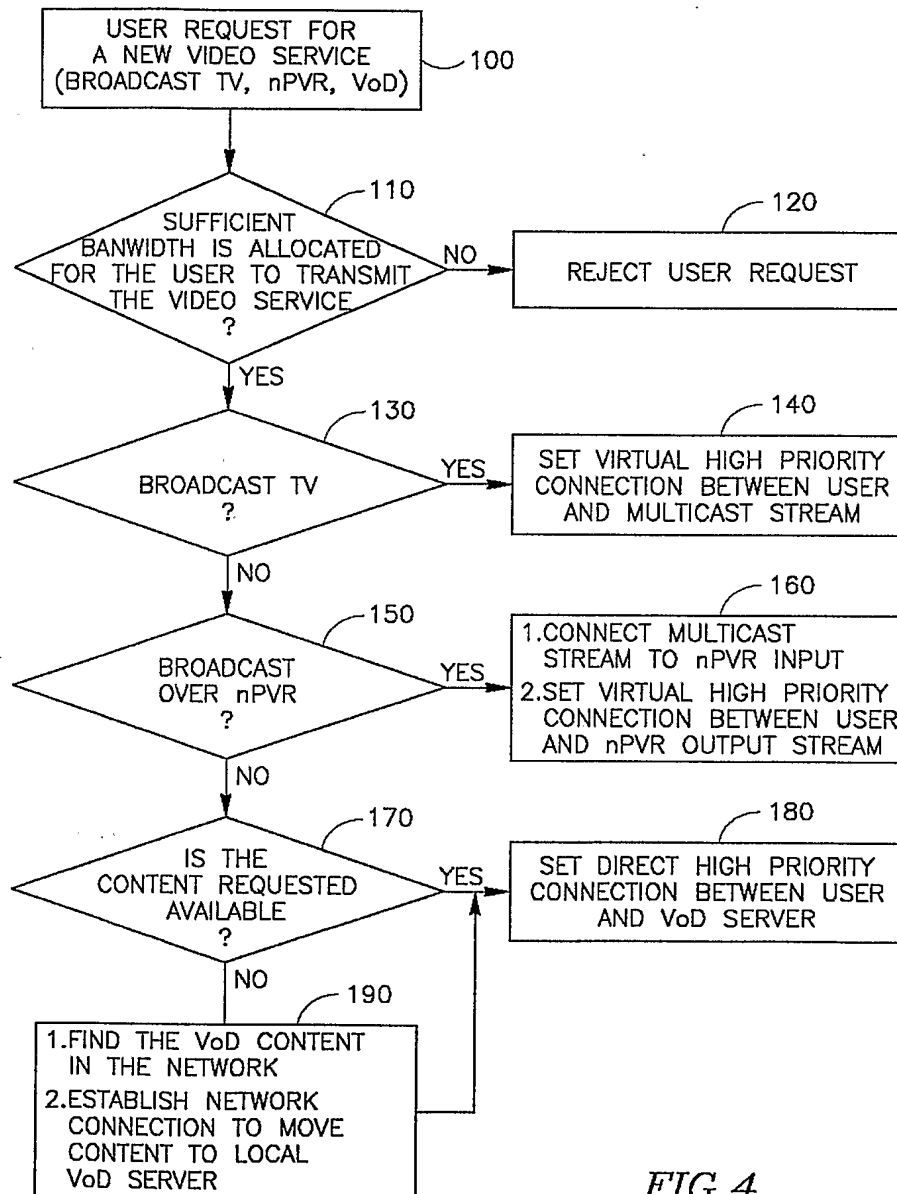 USER REQUEST FOR
A NEW VIDEO SERVICE
(BROADCAST TV, nPVR, VoD)
100
110
SUFFICIENT
BANWIDTH IS ALLOCATED
FOR THE USER TO TRANSMIT
THE VIDEO SERVICE
?
NO
120
REJECT USER REQUEST
YES
130
BROADCAST TV
?
YES
140
SET VIRTUAL HIGH PRIORITY
CONNECTION BETWEEN USER
AND MULTICAST STREAM
NO
150
BROADCAST
OVER nPVR
?
YES
160
1.CONNECT MULTICAST
STREAM TO nPVR INPUT
2.SET VIRTUAL HIGH PRIORITY
CONNECTION BETWEEN USER
AND nPVR OUTPUT STREAM
NO
170
IS THE
CONTENT REQUESTED
AVAILABLE
?
YES
180
SET DIRECT HIGH PRIORITY
CONNECTION BETWEEN USER
AND VoD SERVER
NO
190
1.FIND THE VoD CONTENT
IN THE NETWORK
2.ESTABLISH NETWORK
CONNECTION TO MOVE
CONTENT TO LOCAL
VoD SERVER
FIG.4